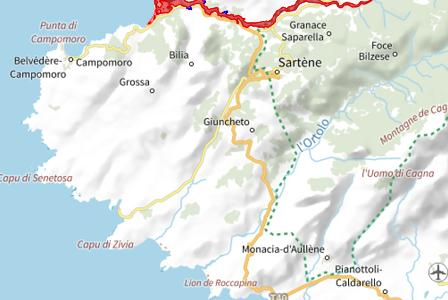 Punta di
Campomoro
Granace
Saparella
Belvédère-
Campomoro
Campomoro
Bilia
Foce
Bilzese
Sartène
Grossa
Giuncheto
l'Ortolo
Montagne de Cag
Capu di Senetosa
l'Uomo di Cagna
Capu di Zivia
Monacia-d'Aullène
Lion de Roccapina
Pianottoli-
Caldarello
T40